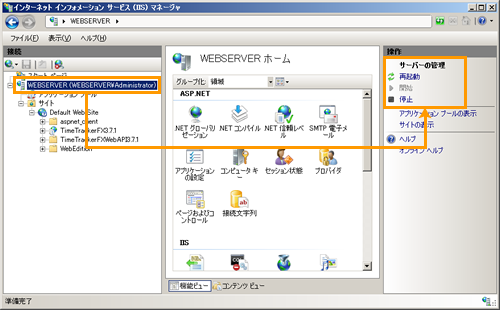 インターネット インフォメーション サービス (IIS) マネージャ
WEBSERVER
ファイル(F) 表示(V) ヘルプ(H)
接続
スタート ページ
WEBSERVER (WEBSERVER¥Administrator)
アプリケーション プール
サイト
Default Web Site
aspnet_client
TimeTrackerFX3.7.1
TimeTrackerFXWebAPI3.7.1
WebEdition
WEBSERVER ホーム
グループ化: 領域
ASP.NET
.NET グローバリゼーション
.NET コンパイル
.NET 信頼レベル
SMTP 電子メール
アプリケーションの設定
コンピュータ キー
セッション状態
プロバイダ
ページおよびコントロール
接続文字列
IIS
機能ビュー
コンテンツ ビュー
操作
サーバーの管理
再起動
開始
停止
アプリケーション プールの表示
サイトの表示
ヘルプ
オンライン ヘルプ
準備完了